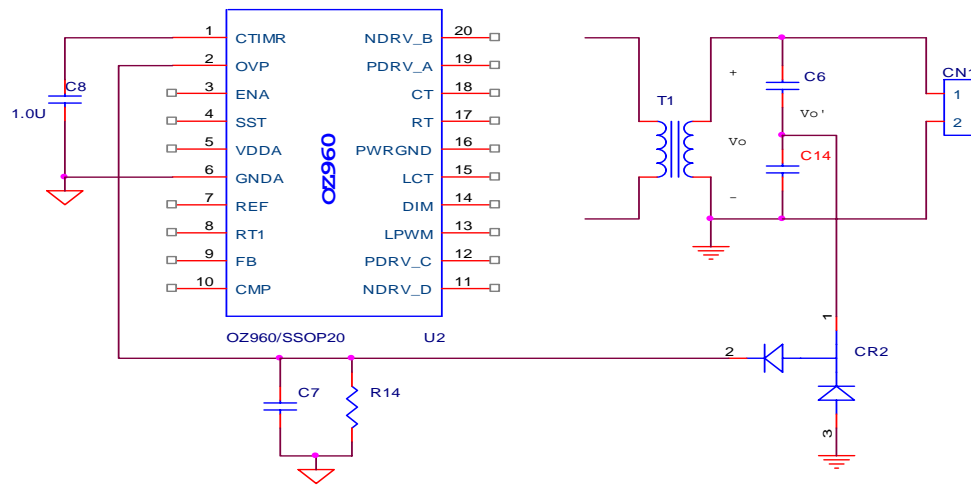 1 CTIMR NDRV_B 20
2 OVP PDRV_A 19
3 ENA CT 18
4 SST RT 17
5 VDDA PWRGND 16
6 GNDA LCT 15
7 REF DIM 14
8 RT1 LPWM 13
9 FB PDRV_C 12
10 CMP NDRV_D 11
OZ960
OZ960/SSOP20 U2
C8
1.0U
T1
+
Vo
-
C6
Vo'
C14
CN1
1
2
1
2
CR2
3
C7
R14